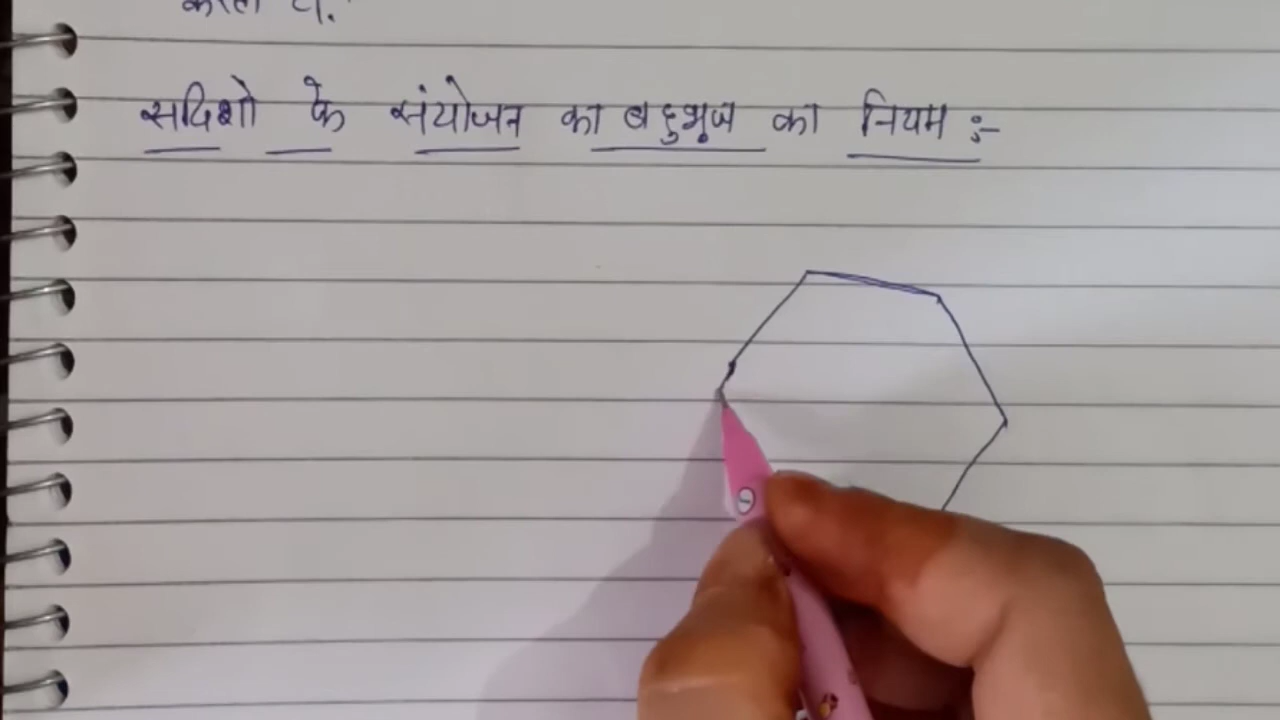 सदिशो के संयोजन का बहुभुज का नियम :-